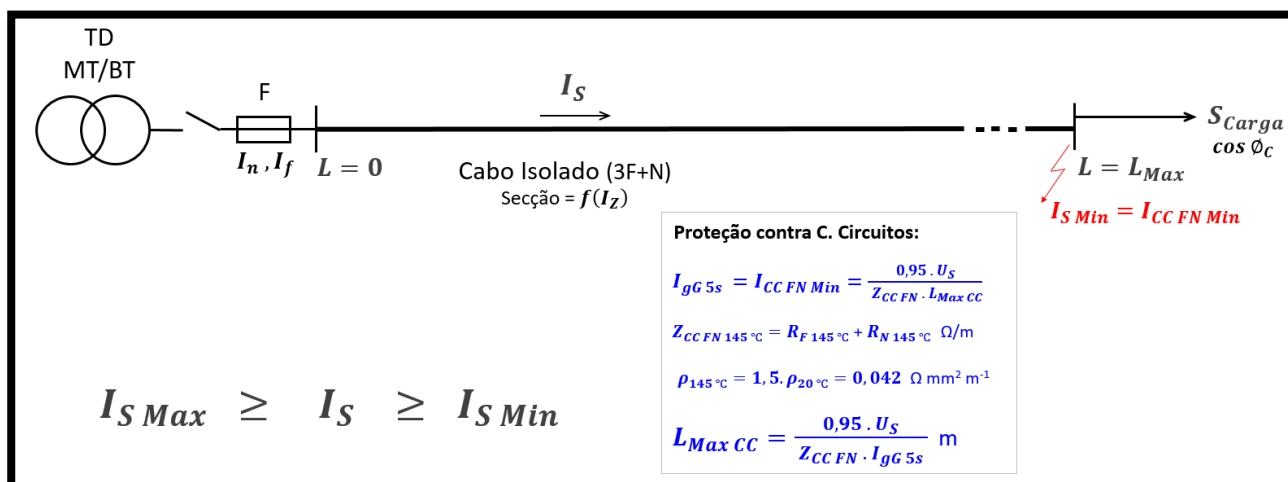 TD
MT/BT
F
I_n , I_f
L = 0
I_S
Cabo Isolado (3F+N)
Secção = f(I_Z)
S_Carga
cos ∅_C
L = L_Max
I_S Min = I_CC FN Min
Proteção contra C. Circuitos:
I_gG 5s = I_CC FN Min = 0,95 . U_S / Z_CC FN . L_Max CC
Z_CC FN 145 °C = R_F 145 °C + R_N 145 °C Ω/m
ρ_145 °C = 1, 5. ρ_20 °C = 0, 042 Ω mm² m⁻¹
L_Max CC = 0,95 . U_S / Z_CC FN . I_gG 5s m
I_S Max ≥ I_S ≥ I_S Min